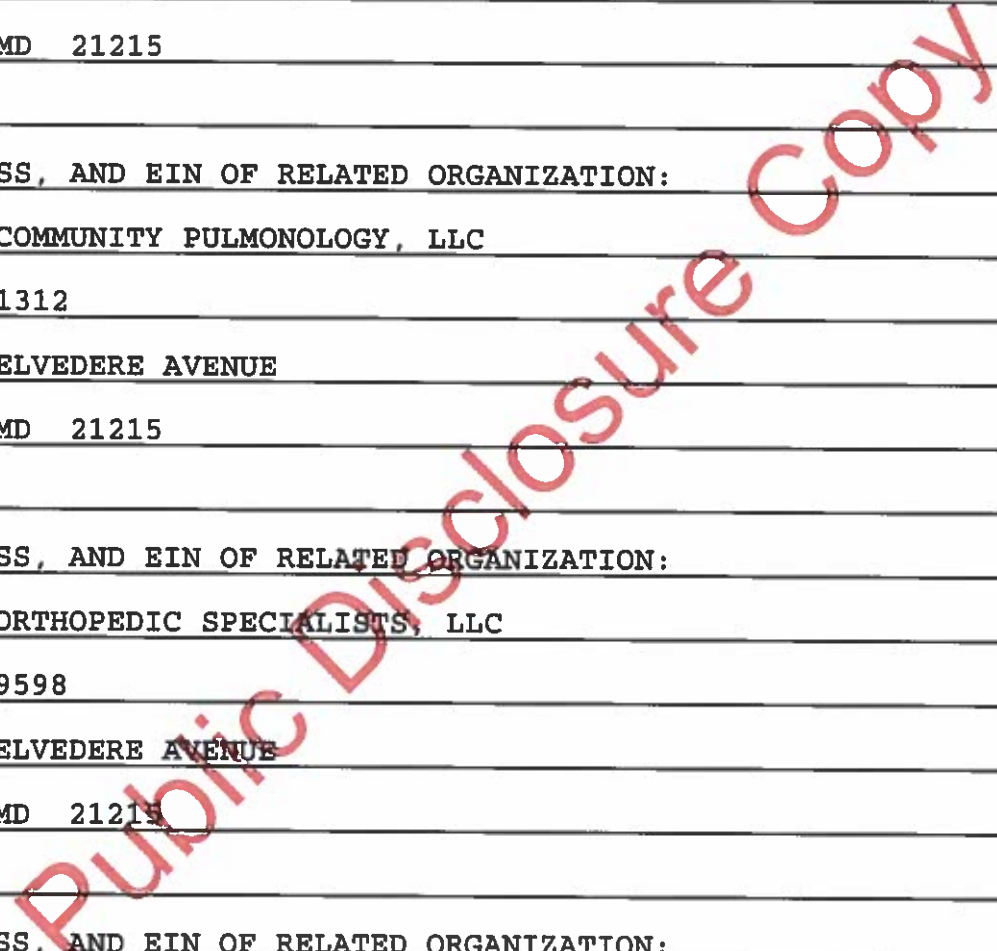 MD 21215
SS, AND EIN OF RELATED ORGANIZATION:
COMMUNITY PULMONOLOGY, LLC
1312
ELVEDERE AVENUE
MD 21215
SS, AND EIN OF RELATED ORGANIZATION:
ORTHOPEDIC SPECIALISTS, LLC
9598
ELVEDERE AVENUE
MD 21215
SS, AND EIN OF RELATED ORGANIZATION:
Public Disclosure Copy